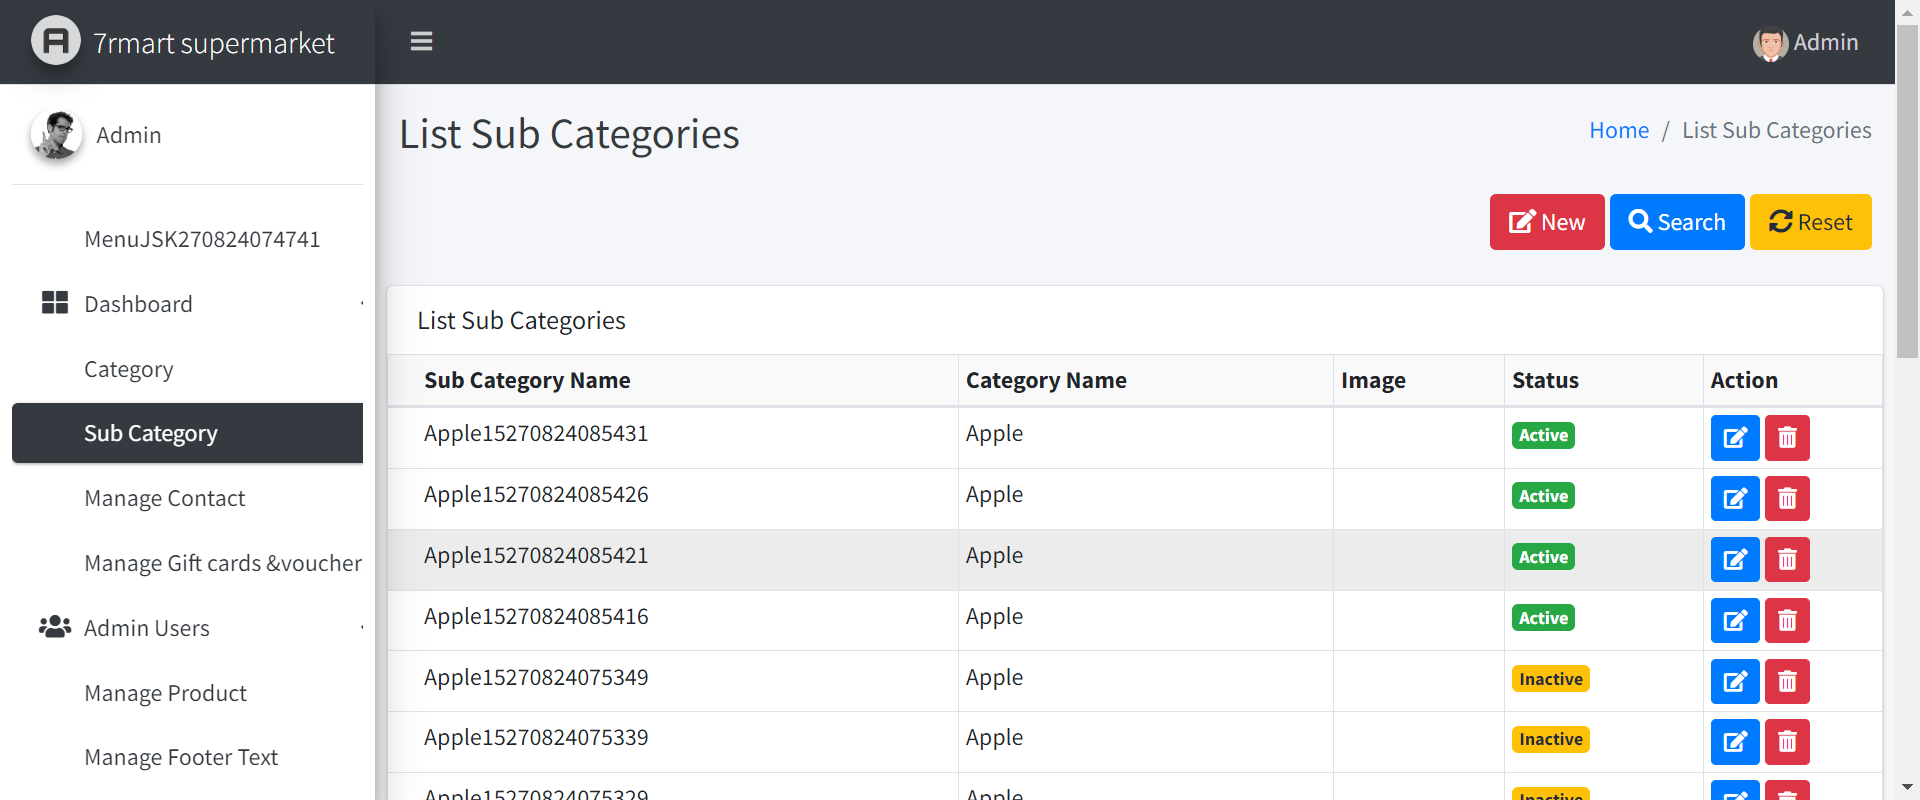 7rmart supermarket
Admin
Admin
List Sub Categories
Home / List Sub Categories
MenuJSK270824074741
New
Search
Reset
Dashboard
List Sub Categories
Category
Sub Category Name Category Name Image Status Action
Sub Category
Apple15270824085431 Apple Active
Manage Contact
Apple15270824085426 Apple Active
Manage Gift cards &voucher
Apple15270824085421 Apple Active
Admin Users
Apple15270824085416 Apple Active
Manage Product
Apple15270824075349 Apple Inactive
Manage Footer Text
Apple15270824075339 Apple Inactive
Apple15270824075329 Apple Inactive